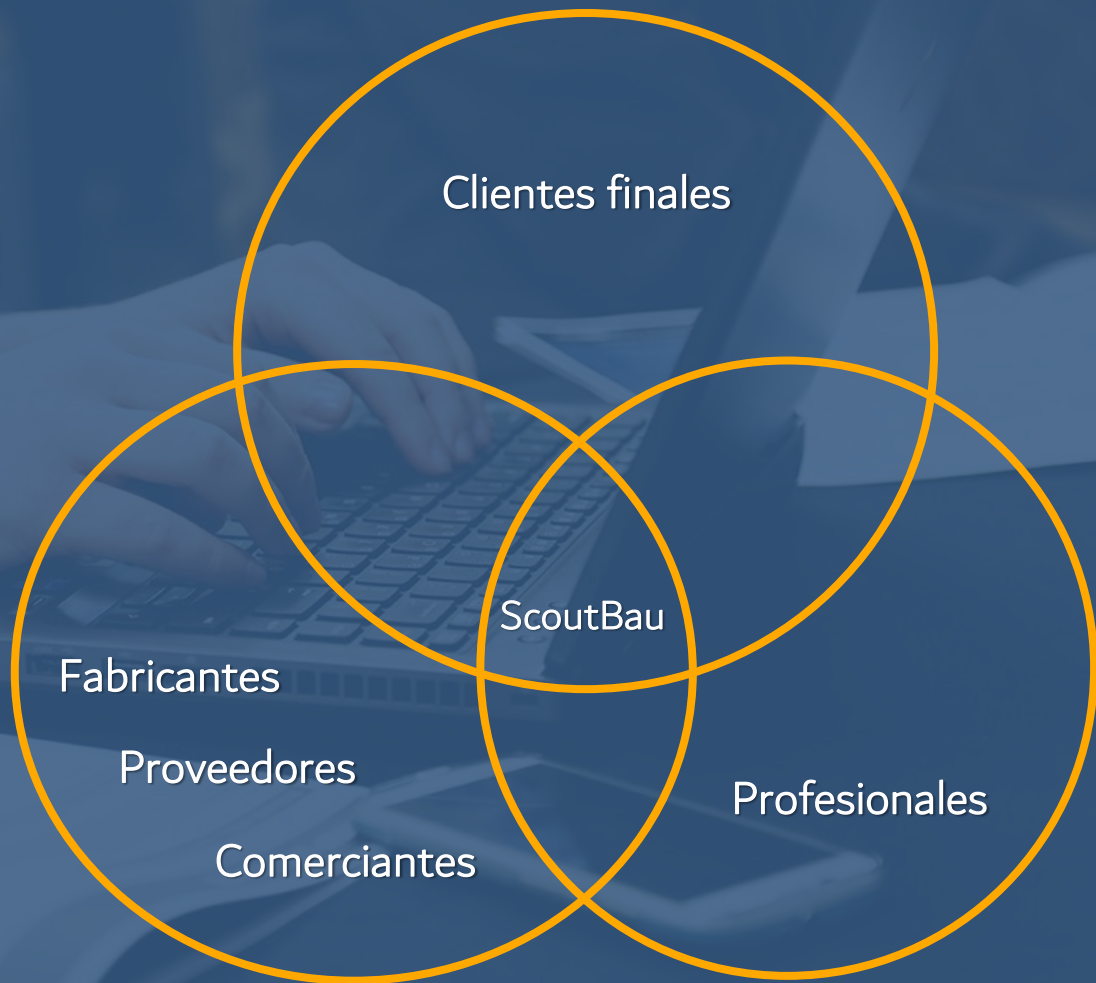 Clientes finales
ScoutBau
Fabricantes
Proveedores
Profesionales
Comerciantes